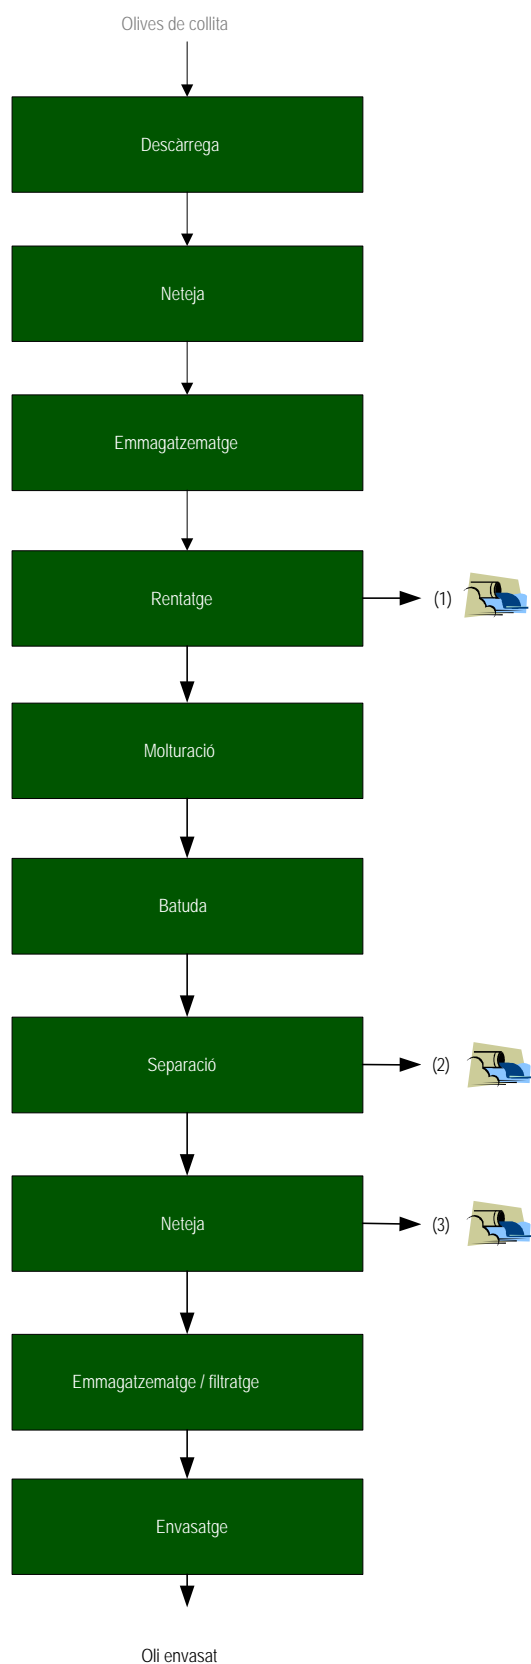 Olives de collita
Descàrrega
Neteja
Emmagatzematge
Rentatge
(1)
Molturació
Batuda
Separació
(2)
Neteja
(3)
Emmagatzematge / filtratge
Envasatge
Oli envasat